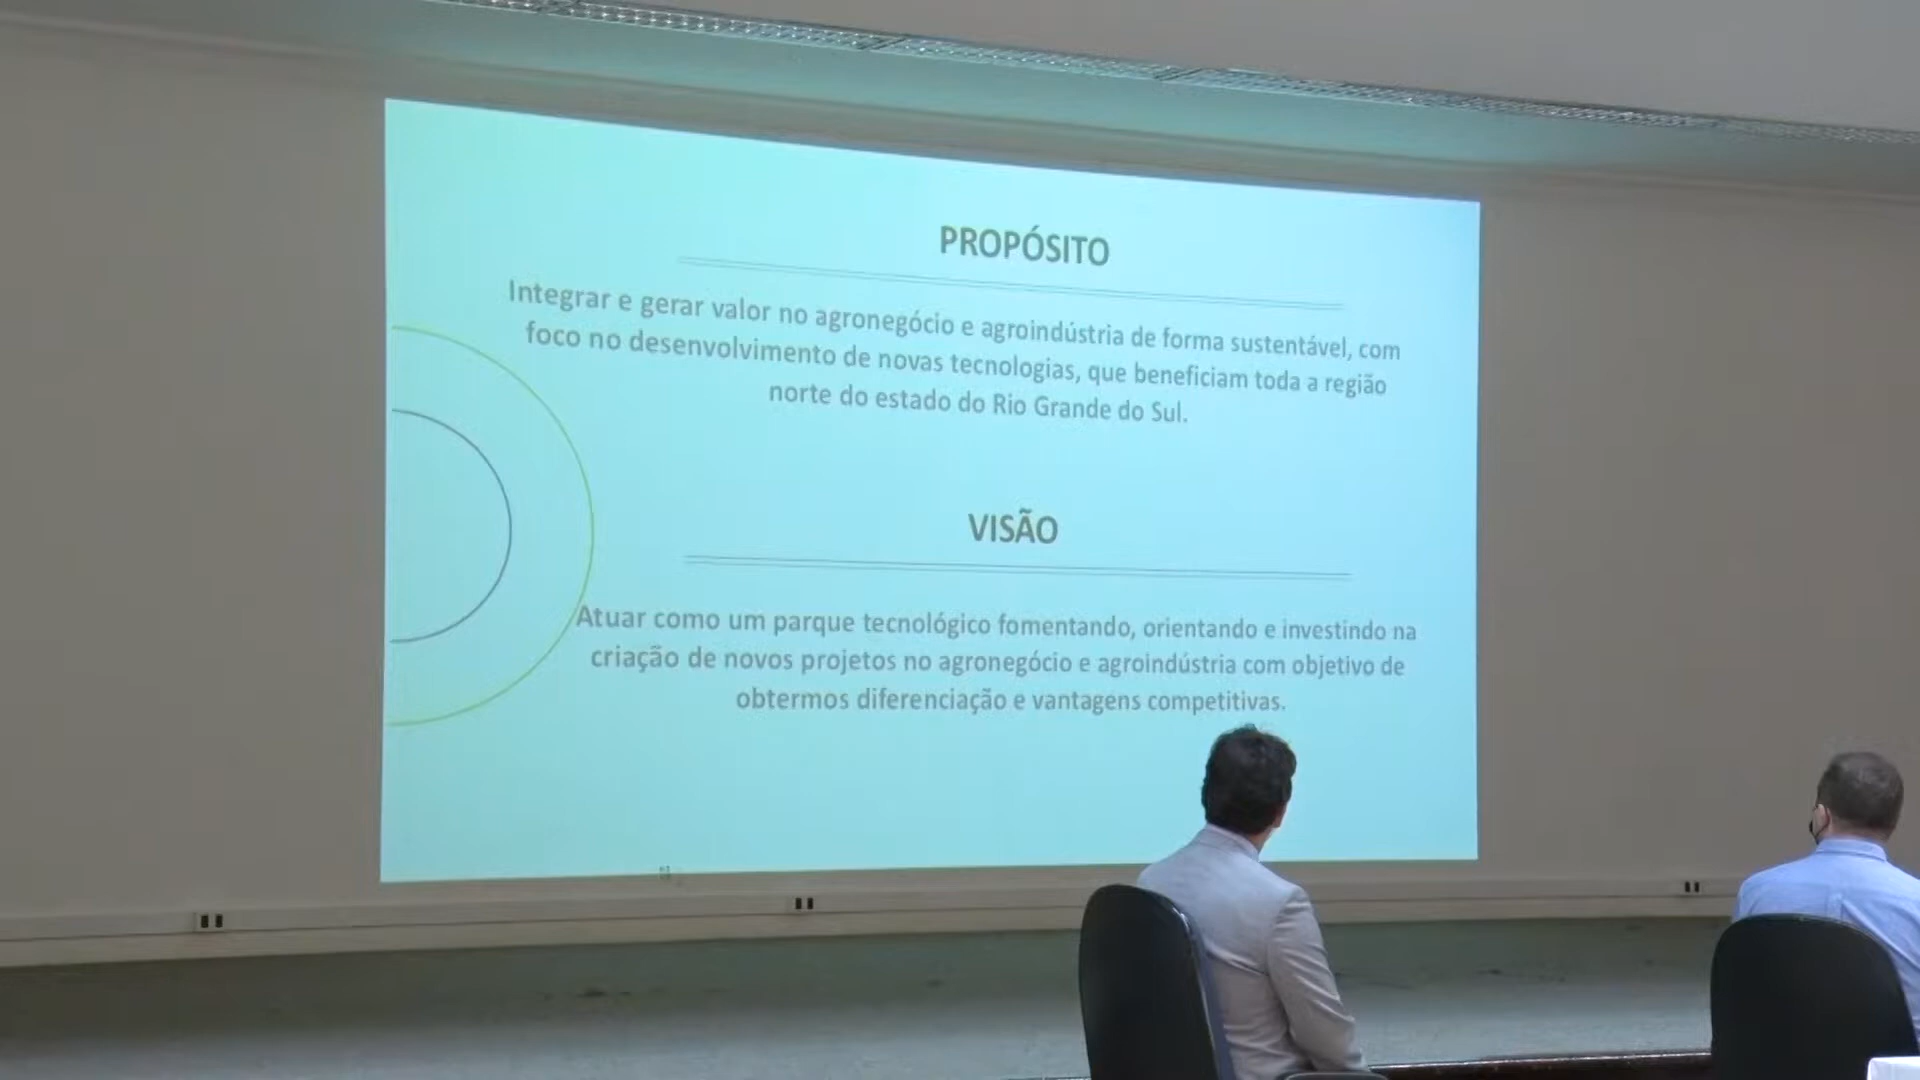 PROPÓSITO
Integrar e gerar valor no agronegócio e agroindústria de forma sustentável, com
foco no desenvolvimento de novas tecnologias, que beneficiam toda a região
norte do estado do Rio Grande do Sul.
VISÃO
Atuar como um parque tecnológico fomentando, orientando e investindo na
criação de novos projetos no agronegócio e agroindústria com objetivo de
obtermos diferenciação e vantagens competitivas.